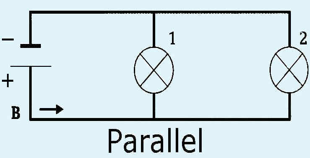 − 1 2
+
B →
Parallel